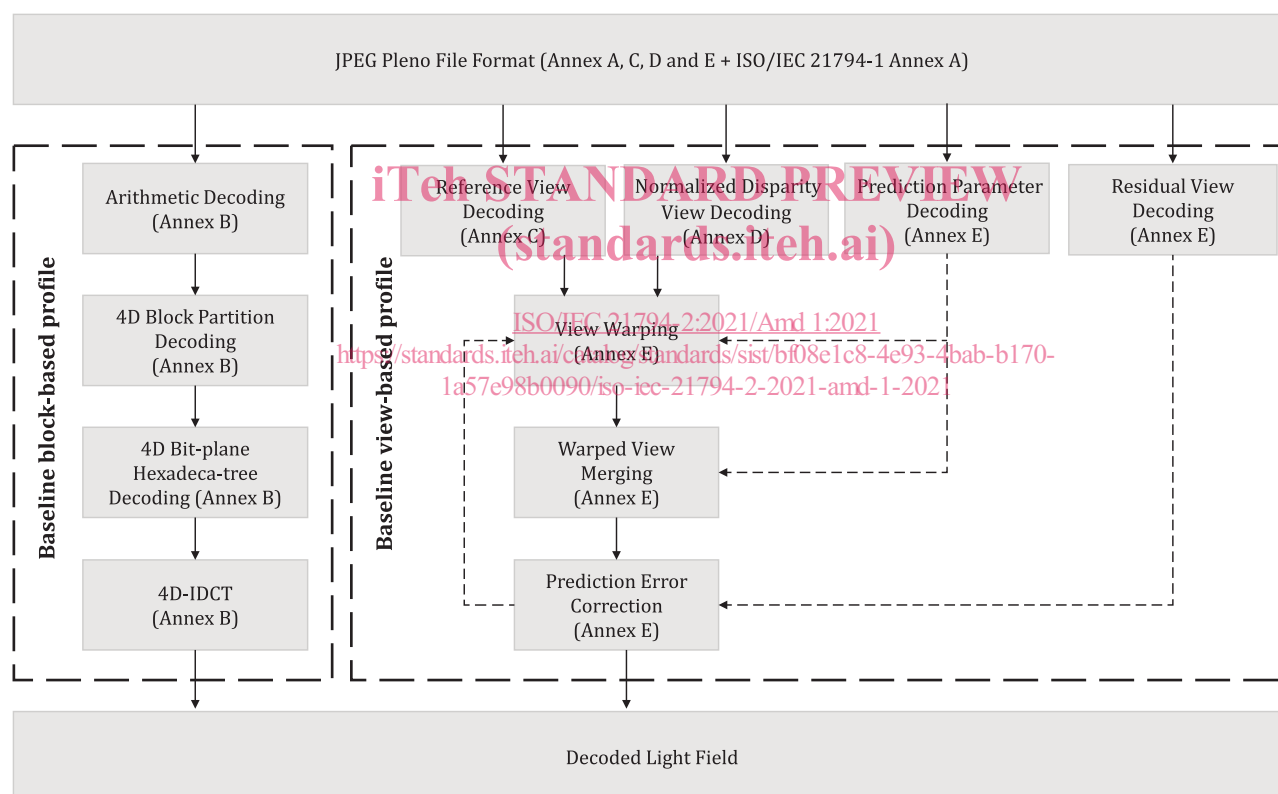 JPEG Pleno File Format (Annex A, C, D and E + ISO/IEC 21794-1 Annex A)
Baseline block-based profile
Arithmetic Decoding
(Annex B)
4D Block Partition
Decoding
(Annex B)
4D Bit-plane
Hexadeca-tree
Decoding (Annex B)
4D-IDCT
(Annex B)
Baseline view-based profile
Reference View
Decoding
(Annex C)
Normalized Disparity
View Decoding
(Annex D)
Prediction Parameter
Decoding
(Annex E)
Residual View
Decoding
(Annex E)
iTeh STANDARD PREVIEW
(standards.iteh.ai)
View Warping
(Annex E)
ISO/IEC 21794-2:2021/Amd 1:2021
https://standards.iteh.ai/catalog/standards/sist/bf08e1c8-4e93-4bab-b170-
1a57e98b0090/iso-iec-21794-2-2021-amd-1-2021
Warped View
Merging
(Annex E)
Prediction Error
Correction
(Annex E)
Decoded Light Field